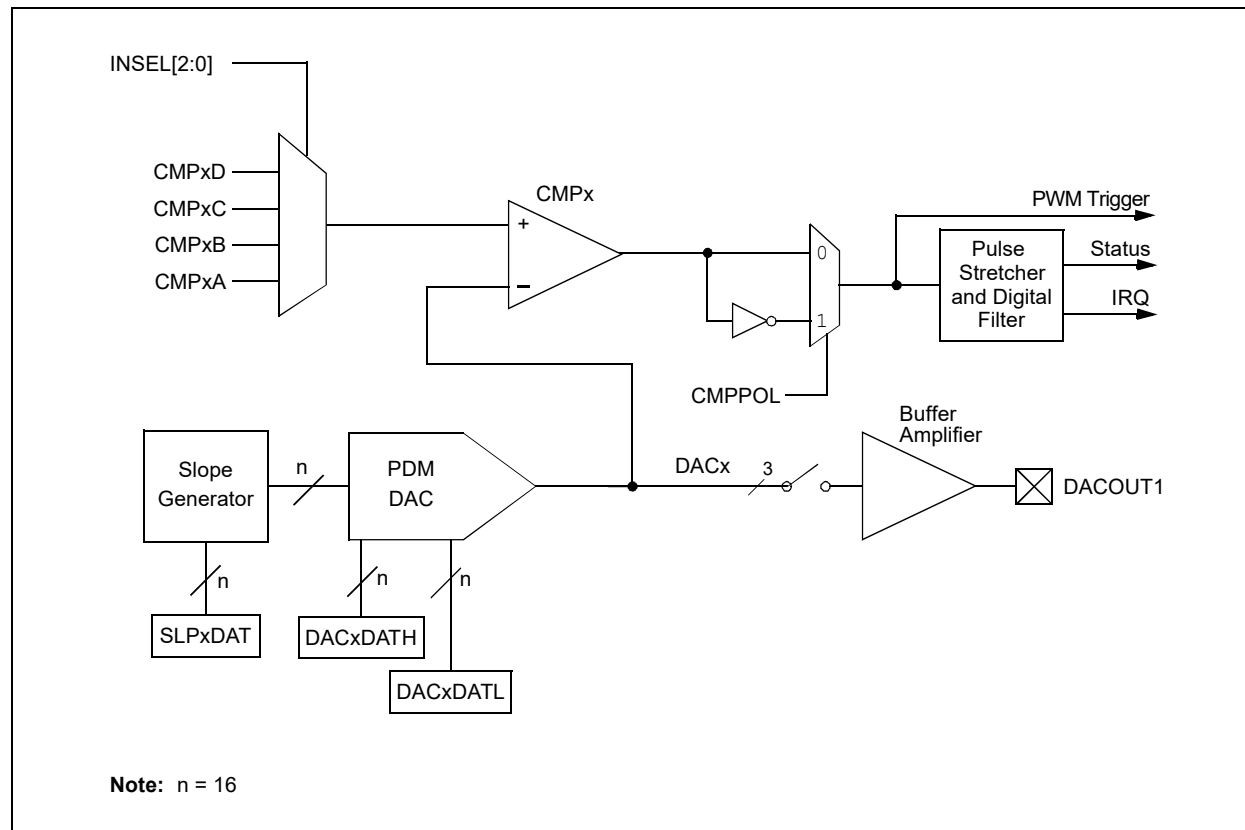 INSEL[2:0]
CMPxD
CMPxC
CMPxB
CMPxA
CMPx
+
−
0
1
CMPPOL
PWM Trigger
Pulse
Stretcher
and Digital
Filter
Status
IRQ
Slope
Generator
n
PDM
DAC
DACx
3
Buffer
Amplifier
DACOUT1
n
n
n
SLPxDAT
DACxDATH
DACxDATL
Note: n = 16